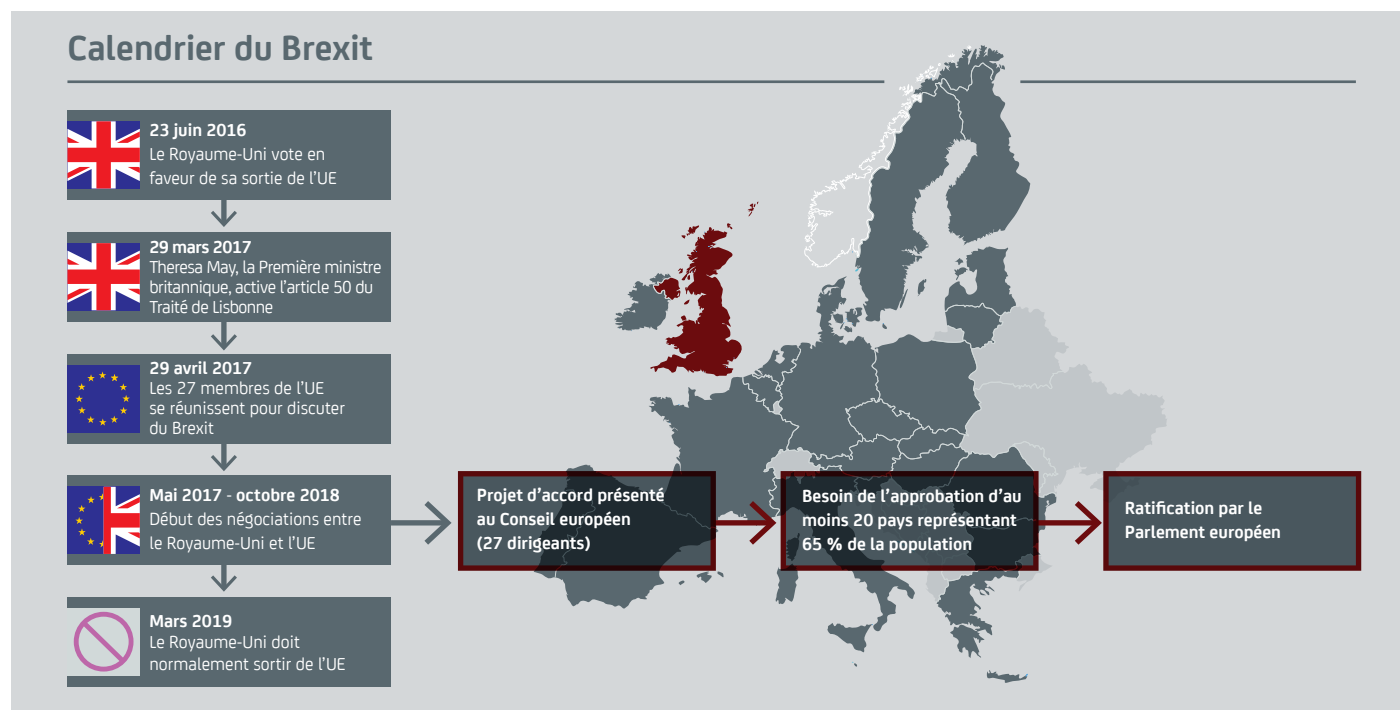 Calendrier du Brexit
23 juin 2016
Le Royaume-Uni vote en
faveur de sa sortie de l'UE
29 mars 2017
Theresa May, la Première ministre
britannique, active l'article 50 du
Traité de Lisbonne
29 avril 2017
Les 27 membres de l'UE
se réunissent pour discuter
du Brexit
Mai 2017 - octobre 2018
Début des négociations entre
le Royaume-Uni et l'UE
Projet d'accord présenté
au Conseil européen
(27 dirigeants)
Besoin de l'approbation d'au
moins 20 pays représentant
65 % de la population
Ratification par le
Parlement européen
Mars 2019
Le Royaume-Uni doit
normalement sortir de l'UE